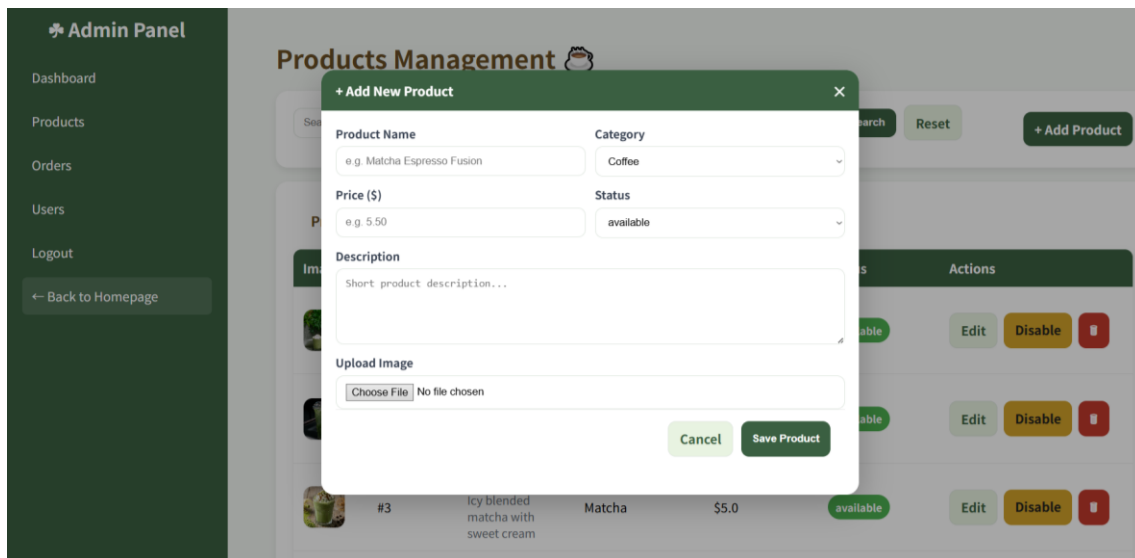 ☘ Admin Panel
Dashboard
Products
Orders
Users
Logout
← Back to Homepage
Products Management
Reset
+ Add Product
+ Add New Product ✕
Product Name
Category
e.g. Matcha Espresso Fusion
Coffee
Price ($)
Status
e.g. 5.50
available
Description
Short product description...
Upload Image
Choose File No file chosen
Cancel
Save Product
Actions
Edit Disable
Edit Disable
#3
Icy blended
matcha with
sweet cream
Matcha
$5.0
available
Edit Disable